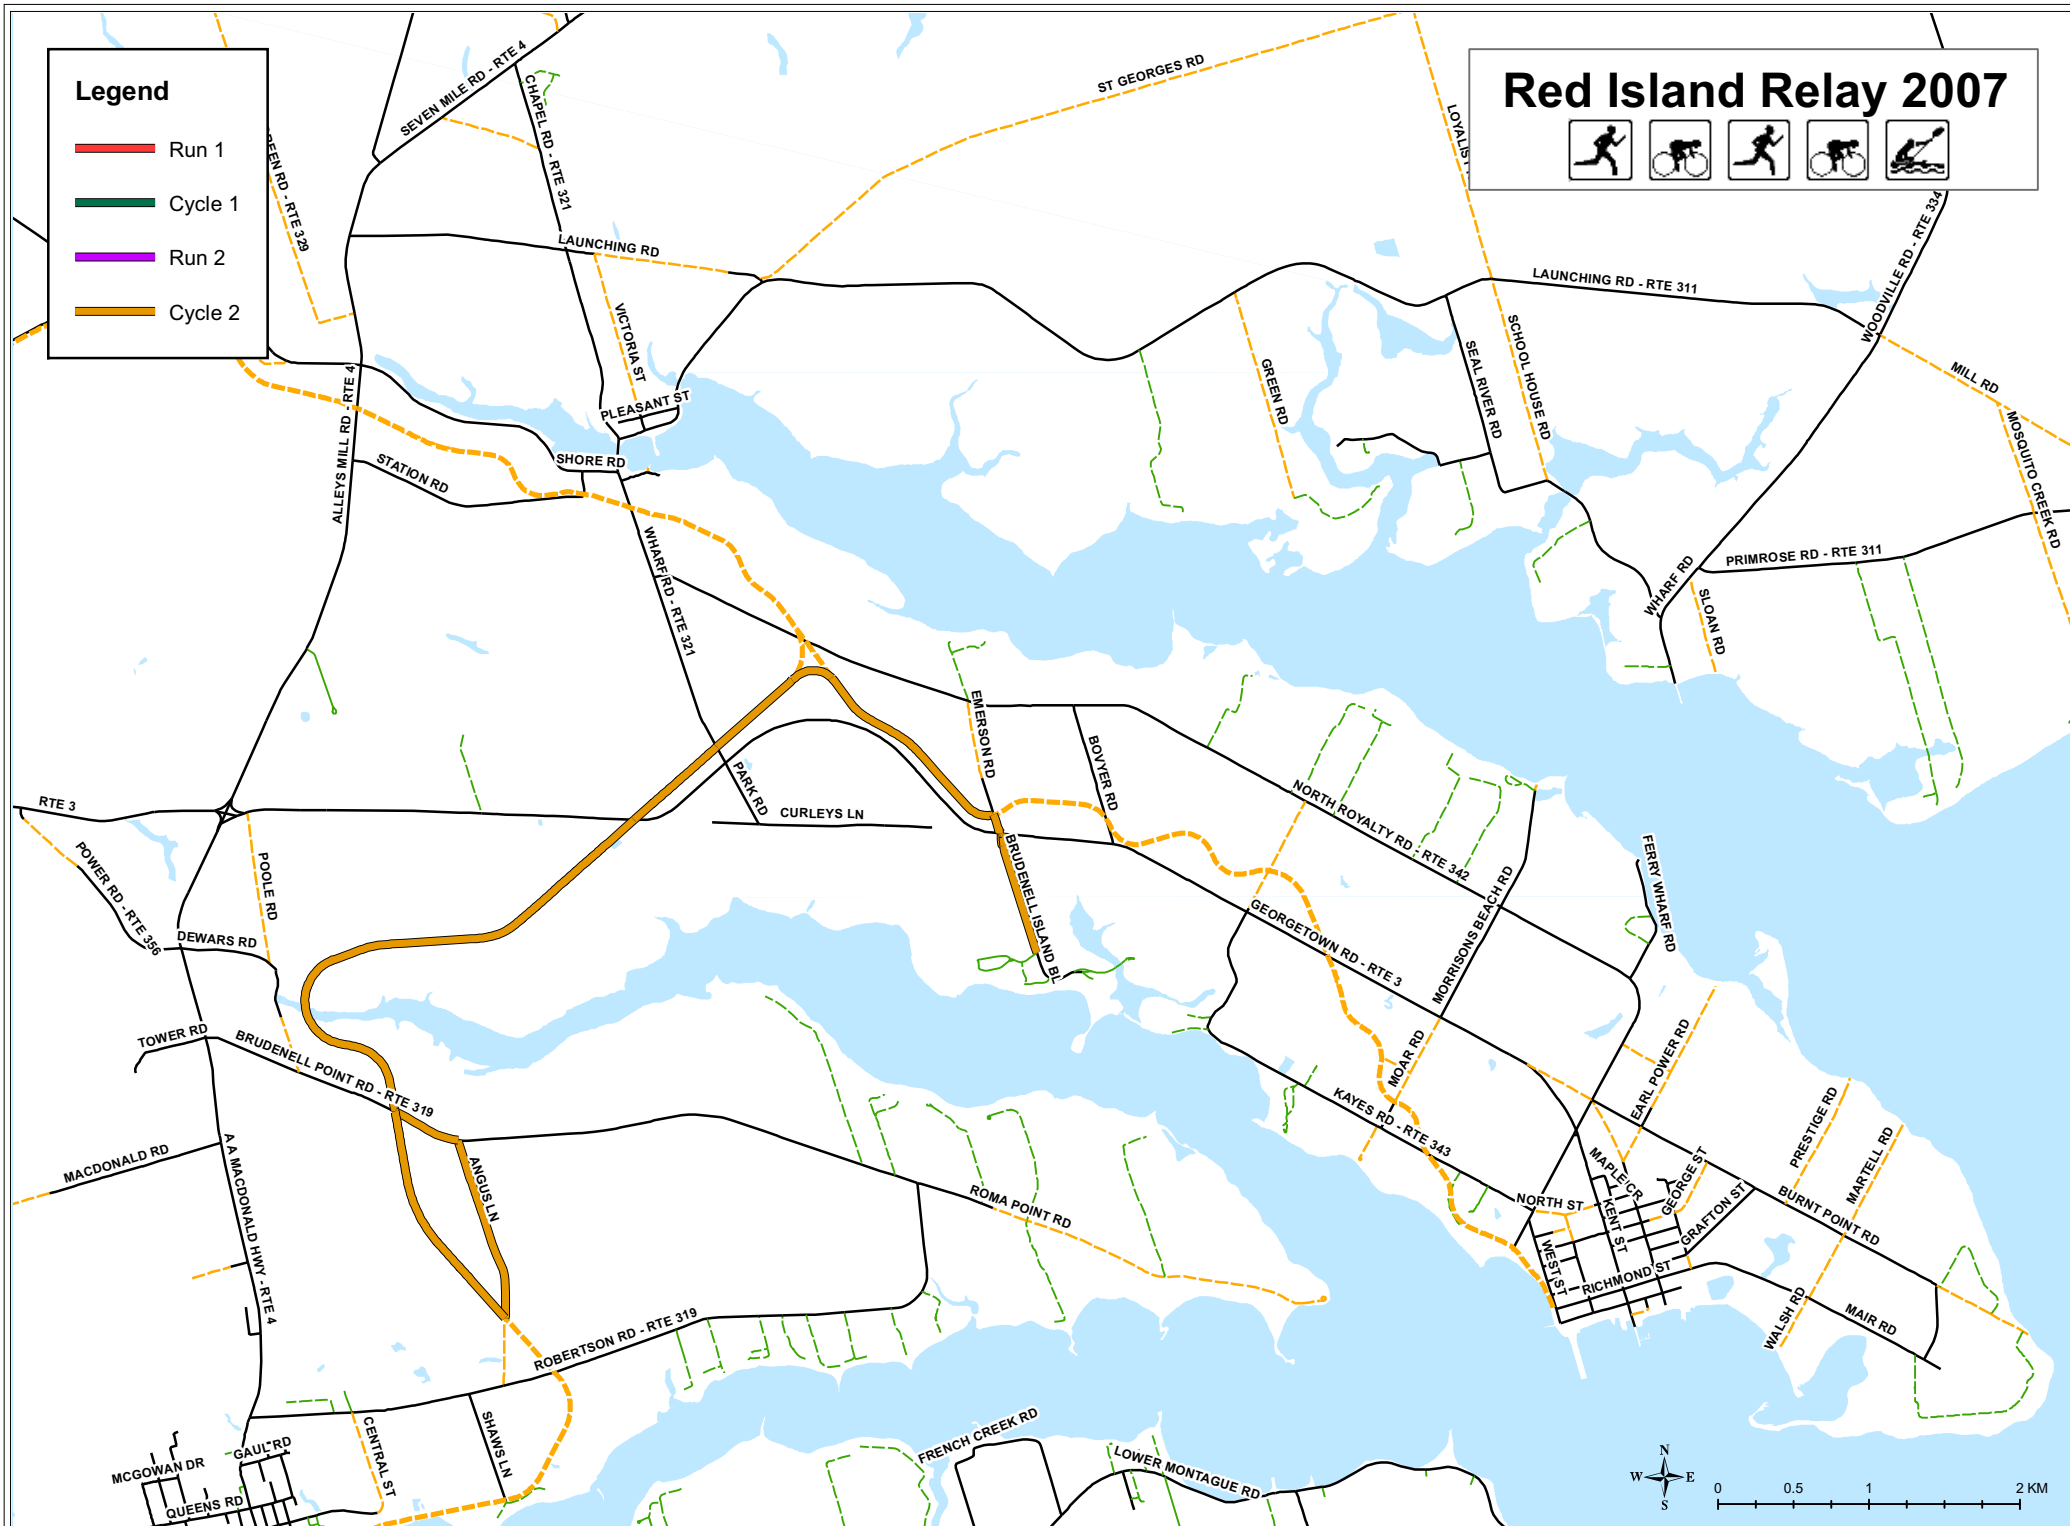 Red Island Relay 2007
Legend
Run 1
Cycle 1
Run 2
Cycle 2
SEVEN MILE RD - RTE 4
CHAPEL RD - RTE 321
ST GEORGES RD
LAUNCHING RD
VICTORIA ST
PLEASANT ST
LAUNCHING RD - RTE 311
WOODVILLE RD - RTE 334
SCHOOL HOUSE RD
SEAL RIVER RD
GREEN RD
MILL RD
MOSQUITO CREEK RD
ALLEYS MILL RD - RTE 4
STATION RD
SHORE RD
WHARF RD - RTE 321
PRIMROSE RD - RTE 311
WHARF RD
SLOAN RD
EMERSON RD
BOVYER RD
PARK RD
CURLEYS LN
RTE 3
POWER RD - RTE 356
POOLE RD
DEWARS RD
BRUDENELL ISLAND BL
NORTH ROYALTY RD - RTE 342
GEORGETOWN RD - RTE 3
MORRISONS BEACH RD
FERRY WHARF RD
TOWER RD
BRUDENELL POINT RD - RTE 319
MOAR RD
EARL POWER RD
KAYES RD - RTE 343
PRESTIGE RD
MARTELL RD
MACDONALD RD
A A MACDONALD HWY - RTE 4
ANGUS LN
ROMA POINT RD
MAPLE CR
GEORGE ST
NORTH ST
KENT ST
GRAFTON ST
BURNT POINT RD
WEST ST
RICHMOND ST
WALSH RD
MAIR RD
ROBERTSON RD - RTE 319
CENTRAL ST
SHAWS LN
GAUL RD
MCGOWAN DR
QUEENS RD
FRENCH CREEK RD
LOWER MONTAGUE RD
N
W E
S
0 0.5 1 2 KM